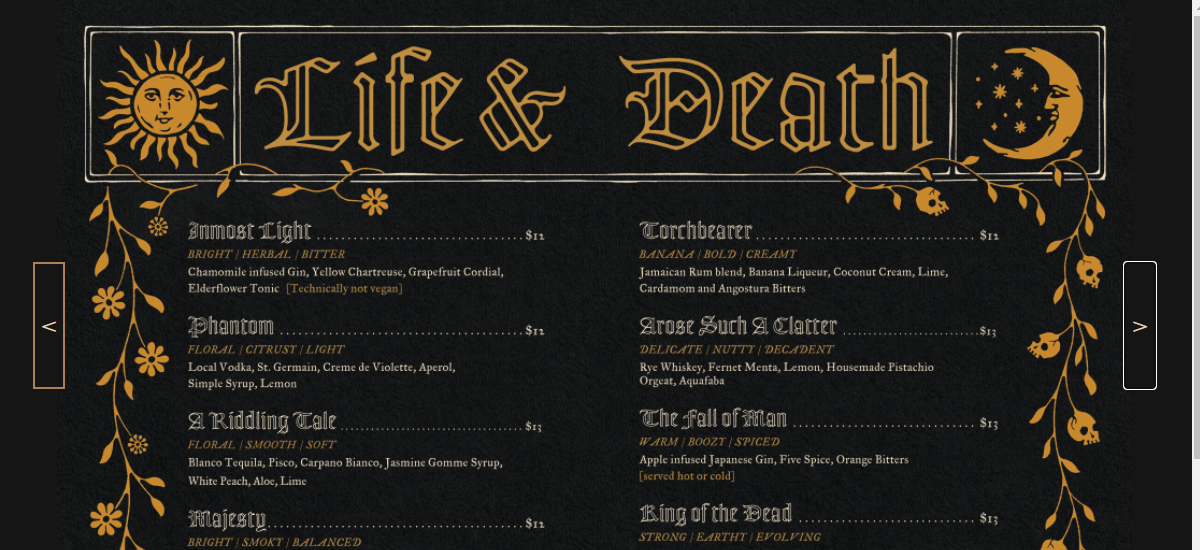 Life & Death
Inmost Light ........................................ $12
BRIGHT / HERBAL / BITTER
Chamomile infused Gin, Yellow Chartreuse, Grapefruit Cordial,
Elderflower Tonic [Technically not vegan]
Phantom ........................................ $12
FLORAL / CITRUSTY / LIGHT
Local Vodka, St. Germain, Creme de Violette, Aperol,
Simple Syrup, Lemon
A Riddling Tale ........................................ $13
FLORAL / SMOOTH / SOFT
Blanco Tequila, Pisco, Carpano Bianco, Jasmine Gomme Syrup,
White Peach, Aloe, Lime
Majesty ........................................ $12
BRIGHT / SMOKY / BALANCED
Torchbearer ........................................ $12
BANANA / BOLD / CREAMY
Jamaican Rum blend, Banana Liqueur, Coconut Cream, Lime,
Cardamom and Angostura Bitters
Arose Such A Clatter ........................................ $13
DELICATE / NUTTY / DECADENT
Rye Whiskey, Fernet Menta, Lemon, Housemade Pistachio
Orgeat, Aquafaba
The Fall of Man ........................................ $13
WARM / BOOZY / SPICED
Apple infused Japanese Gin, Five Spice, Orange Bitters
[served hot or cold]
King of the Dead ........................................ $13
STRONG / EARTHY / EVOLVING
<
>